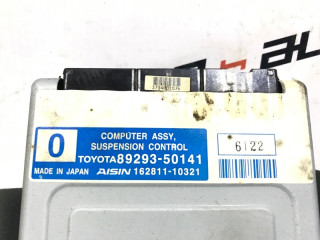 0
COMPUTER ASSY,
SUSPENSION CONTROL
TOYOTA 89293-50141
MADE IN JAPAN AISIN 162811-10321
6122